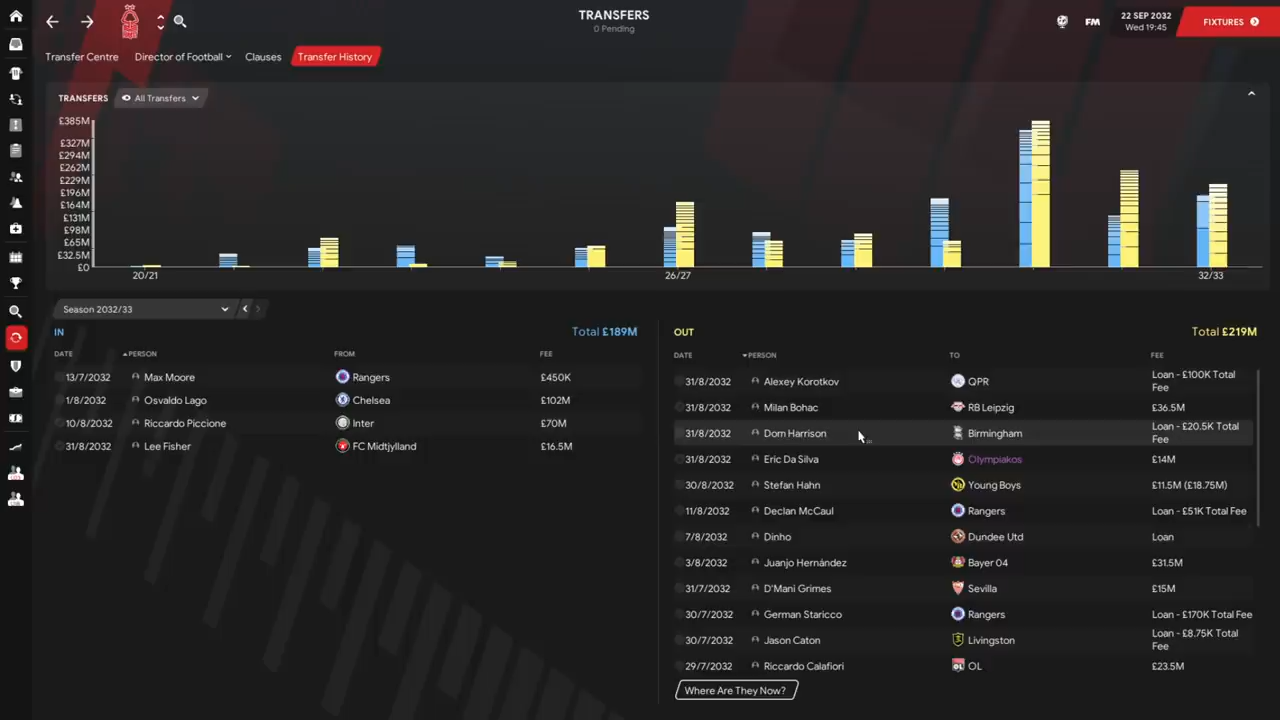 TRANSFERS
0 Pending
FM
22 SEP 2032
Wed 19:45
FIXTURES
Transfer Centre
Director of Football
Clauses
Transfer History
TRANSFERS
All Transfers
£385M
£327M
£294M
£262M
£229M
£196M
£164M
£131M
£98M
£65M
£32.5M
£0
20/21
26/27
32/33
Season 2032/33
IN
Total £189M
DATE PERSON FROM FEE
13/7/2032 Max Moore Rangers £450K
1/8/2032 Osvaldo Lago Chelsea £102M
10/8/2032 Riccardo Piccione Inter £70M
31/8/2032 Lee Fisher FC Midtjylland £16.5M
OUT
Total £219M
DATE PERSON TO FEE
31/8/2032 Alexey Korotkov QPR Loan - £100K Total
Fee
31/8/2032 Milan Bohac RB Leipzig £36.5M
31/8/2032 Dom Harrison Birmingham Loan - £20.5K Total
Fee
31/8/2032 Eric Da Silva Olympiakos £14M
30/8/2032 Stefan Hahn Young Boys £11.5M (£18.75M)
11/8/2032 Declan McCaul Rangers Loan - £51K Total Fee
7/8/2032 Dinho Dundee Utd Loan
3/8/2032 Juanjo Hernández Bayer 04 £31.5M
31/7/2032 D'Mani Grimes Sevilla £15M
30/7/2032 German Staricco Rangers Loan - £170K Total Fee
30/7/2032 Jason Caton Livingston Loan - £8.75K Total
Fee
29/7/2032 Riccardo Calafiori OL £23.5M
Where Are They Now?